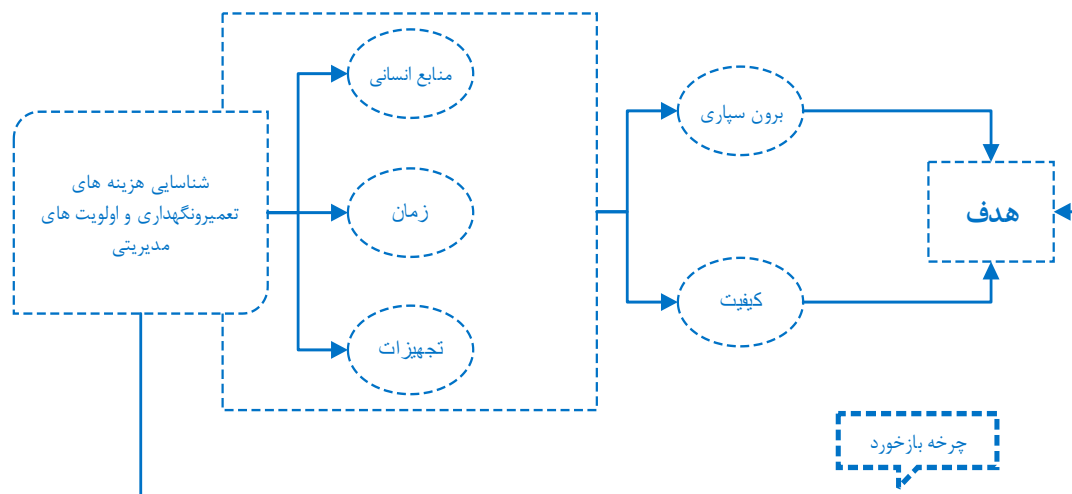 منابع انسانی
برون سپاری
شناسایی هزینه های
تعمیرونگهداری و اولویت های
مدیریتی
زمان
هدف
کیفیت
تجهیزات
چرخه بازخورد